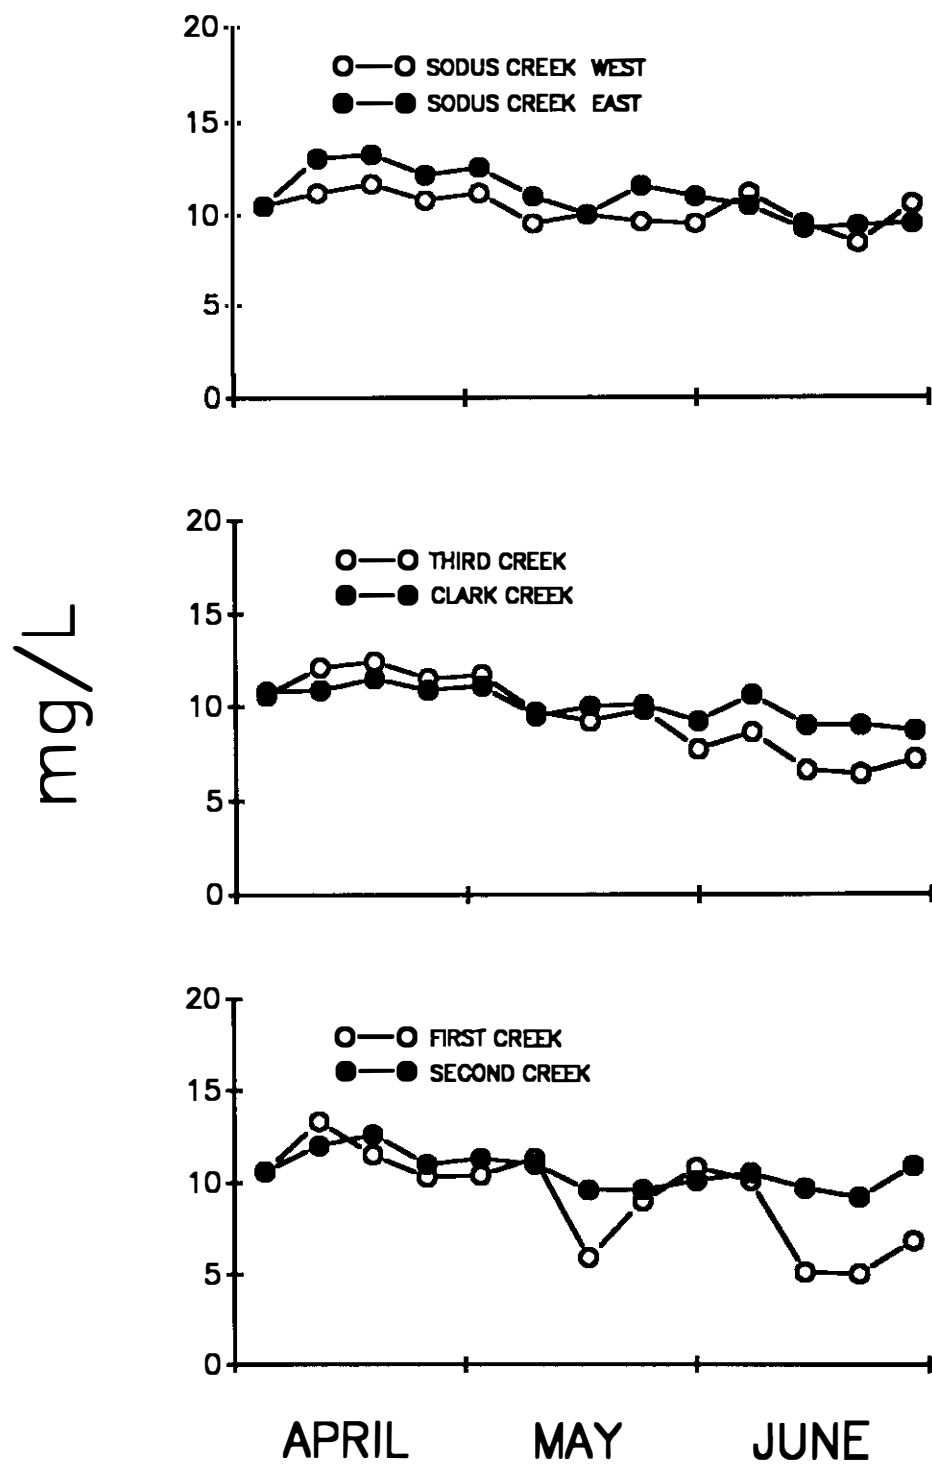 20
SODUS CREEK WEST
SODUS CREEK EAST
15
10
5
0
mg/L
20
THIRD CREEK
CLARK CREEK
15
10
5
0
20
FIRST CREEK
SECOND CREEK
15
10
5
0
APRIL MAY JUNE